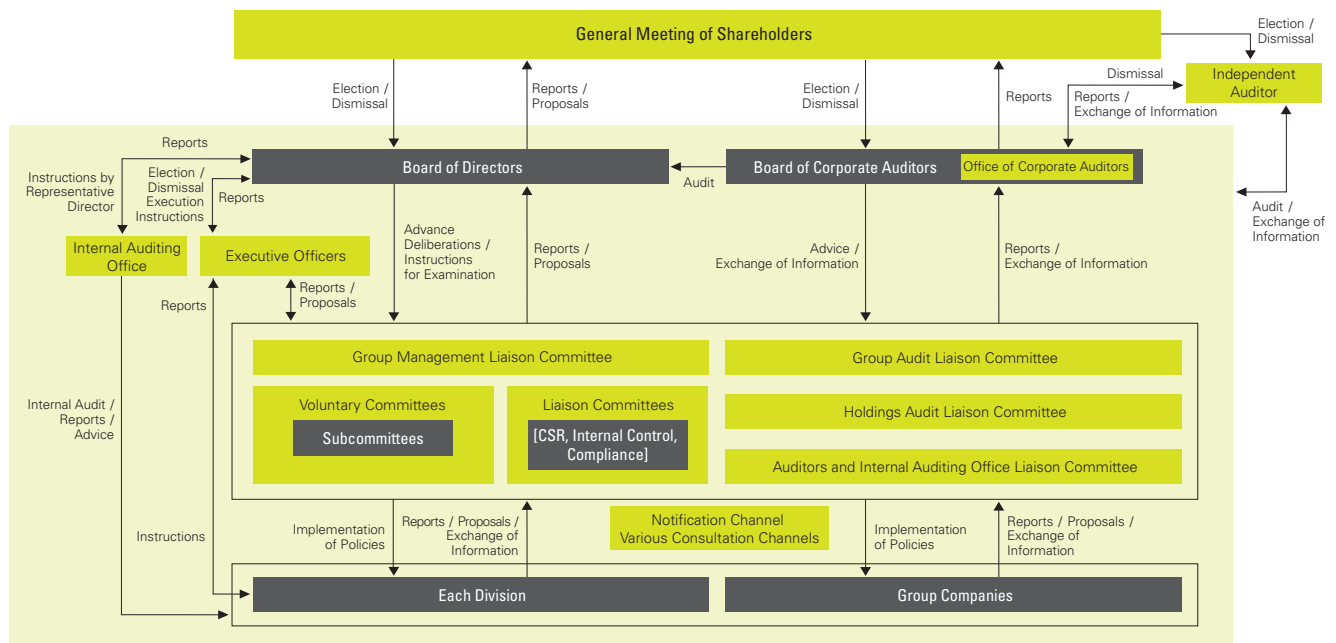 General Meeting of Shareholders
Election /
Dismissal
Independent
Auditor
Election /
Dismissal
Reports /
Proposals
Election /
Dismissal
Reports
Dismissal
Reports /
Exchange of Information
Reports
Board of Directors
Audit
Board of Corporate Auditors
Office of Corporate Auditors
Instructions by
Representative
Director
Election /
Dismissal
Execution
Instructions
Reports
Audit /
Exchange of
Information
Internal Auditing
Office
Executive Officers
Advance
Deliberations /
Instructions
for Examination
Reports /
Proposals
Advice /
Exchange of Information
Reports /
Exchange of Information
Reports
Reports /
Proposals
Group Management Liaison Committee
Group Audit Liaison Committee
Voluntary Committees
Subcommittees
Liaison Committees
[CSR, Internal Control,
Compliance]
Holdings Audit Liaison Committee
Auditors and Internal Auditing Office Liaison Committee
Internal Audit /
Reports /
Advice
Instructions
Implementation
of Policies
Reports / Proposals /
Exchange of
Information
Notification Channel
Various Consultation Channels
Implementation
of Policies
Reports / Proposals /
Exchange of
Information
Each Division
Group Companies